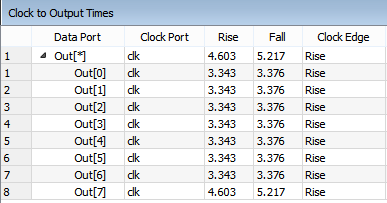 Clock to Output Times
Data Port Clock Port Rise Fall Clock Edge
1 Out[*] clk 4.603 5.217 Rise
1 Out[0] clk 3.343 3.376 Rise
2 Out[1] clk 3.343 3.376 Rise
3 Out[2] clk 3.343 3.376 Rise
4 Out[3] clk 3.343 3.376 Rise
5 Out[4] clk 3.343 3.376 Rise
6 Out[5] clk 3.343 3.376 Rise
7 Out[6] clk 3.343 3.376 Rise
8 Out[7] clk 4.603 5.217 Rise